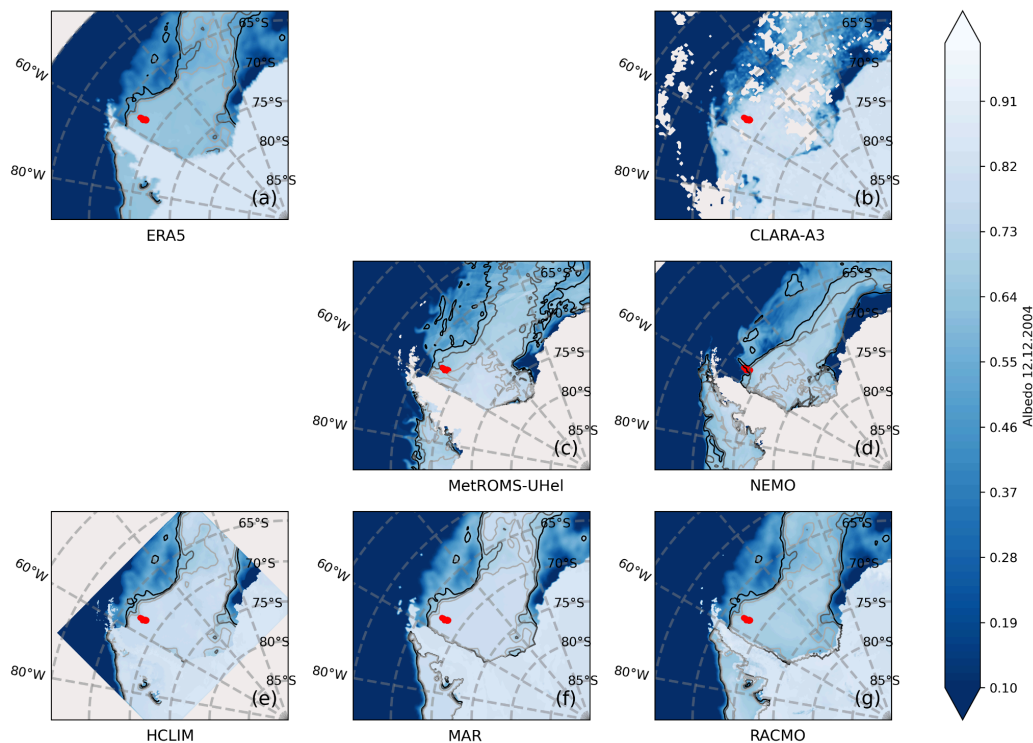 65°S
70°S
75°S
80°S
85°S
60°W
80°W
(a)
ERA5
65°S
70°S
75°S
80°S
85°S
60°W
80°W
(b)
CLARA-A3
65°S
70°S
75°S
80°S
85°S
60°W
80°W
(c)
MetROMS-UHel
65°S
70°S
75°S
80°S
85°S
60°W
80°W
(d)
NEMO
65°S
70°S
75°S
80°S
85°S
60°W
80°W
(e)
HCLIM
65°S
70°S
75°S
80°S
85°S
60°W
80°W
(f)
MAR
65°S
70°S
75°S
80°S
85°S
60°W
80°W
(g)
RACMO
0.91
0.82
0.73
0.64
0.55
0.46
0.37
0.28
0.19
0.10
Albedo 12.12.2004